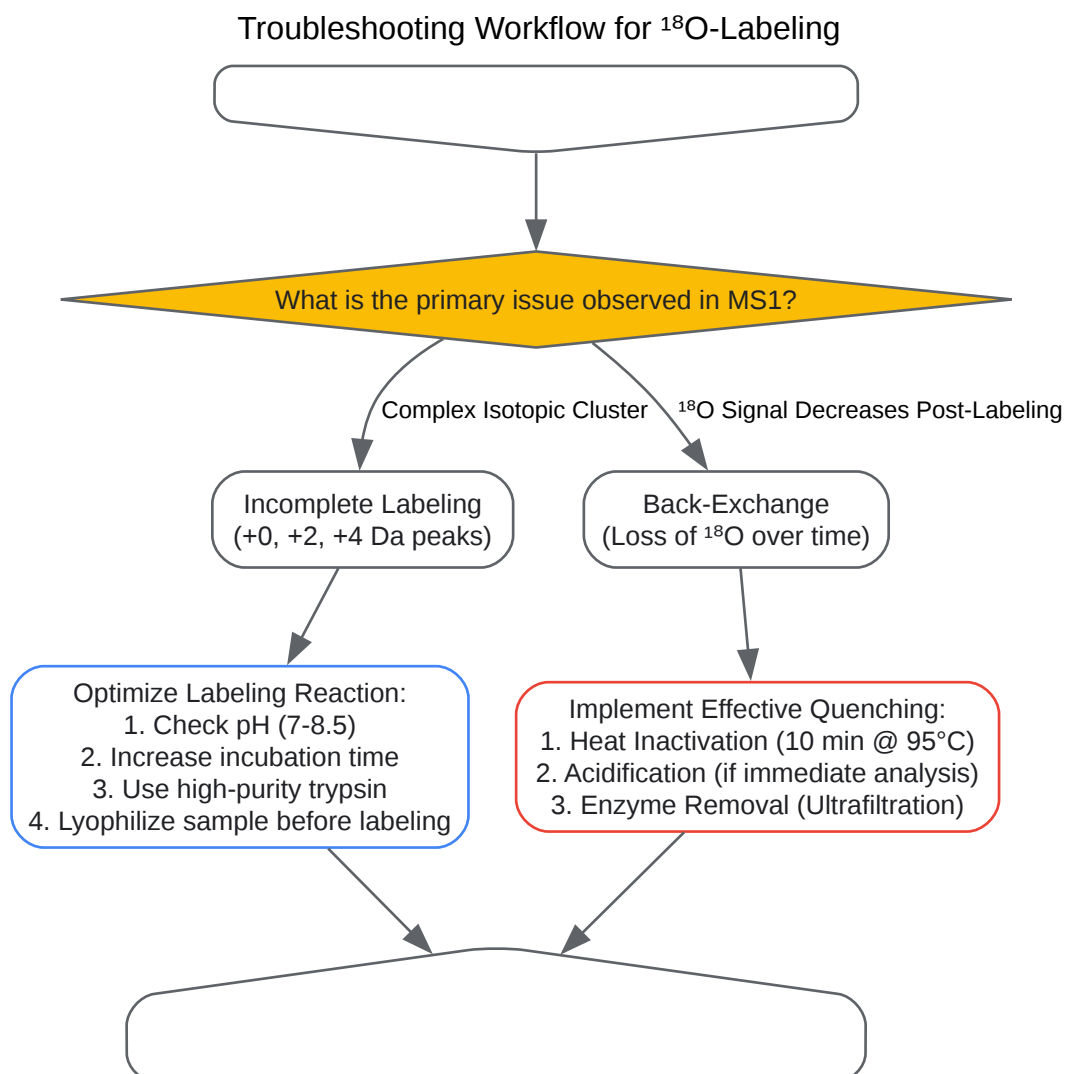 Troubleshooting Workflow for ¹⁸O-Labeling
What is the primary issue observed in MS1?
Complex Isotopic Cluster
¹⁸O Signal Decreases Post-Labeling
Incomplete Labeling
(+0, +2, +4 Da peaks)
Back-Exchange
(Loss of ¹⁸O over time)
Optimize Labeling Reaction:
1. Check pH (7-8.5)
2. Increase incubation time
3. Use high-purity trypsin
4. Lyophilize sample before labeling
Implement Effective Quenching:
1. Heat Inactivation (10 min @ 95°C)
2. Acidification (if immediate analysis)
3. Enzyme Removal (Ultrafiltration)